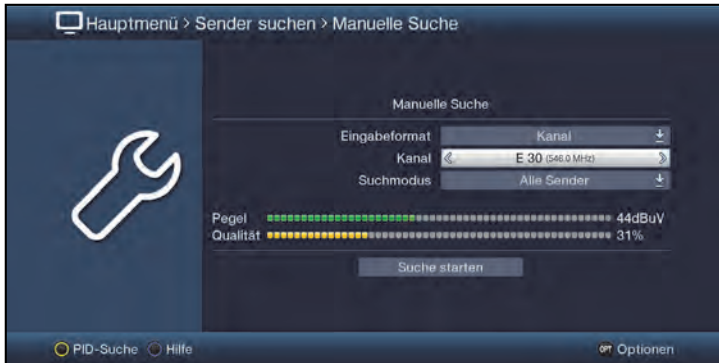 Hauptmenü > Sender suchen > Manuelle Suche
Manuelle Suche
Eingabeformat Kanal
Kanal E 30 (546.0 MHz)
Suchmodus Alle Sender
Pegel 44dBuV
Qualität 31%
Suche starten
PID-Suche Hilfe OPT Optionen